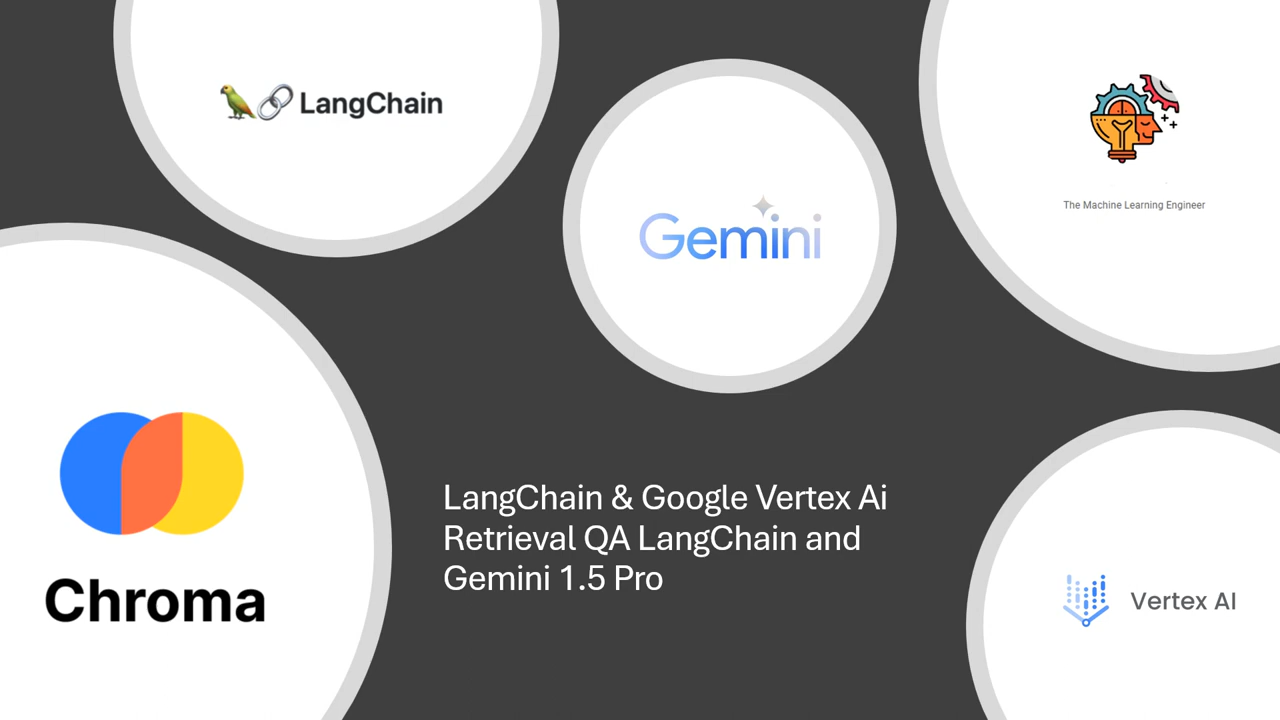 LangChain
Gemini
The Machine Learning Engineer
Chroma
LangChain & Google Vertex Ai
Retrieval QA LangChain and
Gemini 1.5 Pro
Vertex AI